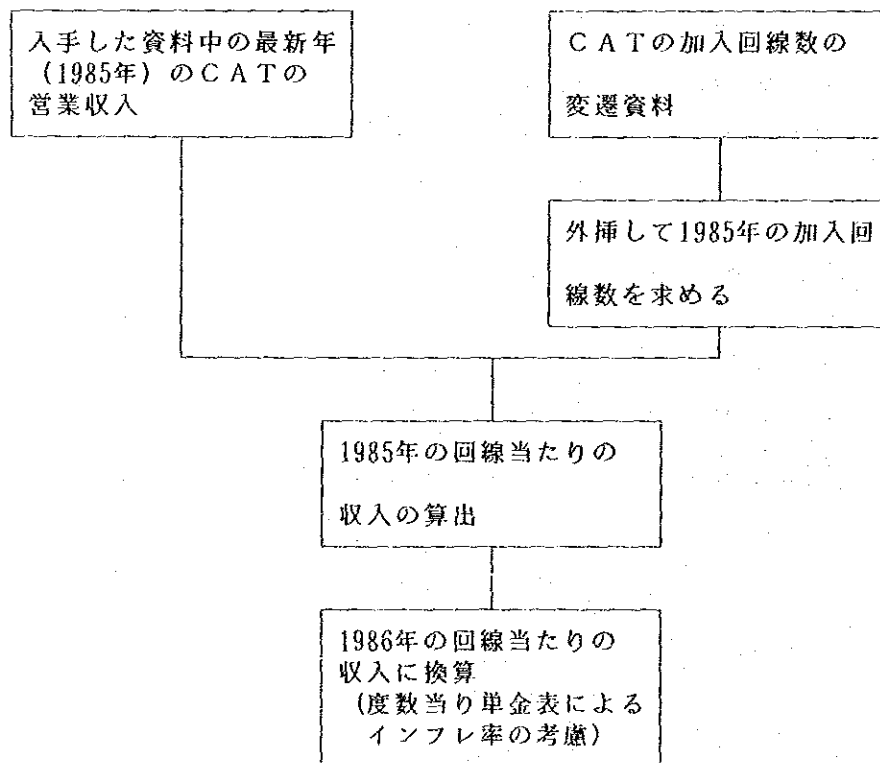 入手した資料中の最新年
(1985年)のCATの
営業収入
CATの加入回線数の
変遷資料
外挿して1985年の加入回
線数を求める
1985年の回線当たりの
収入の算出
1986年の回線当たりの
収入に換算
(度数当り単金表による
インフレ率の考慮)